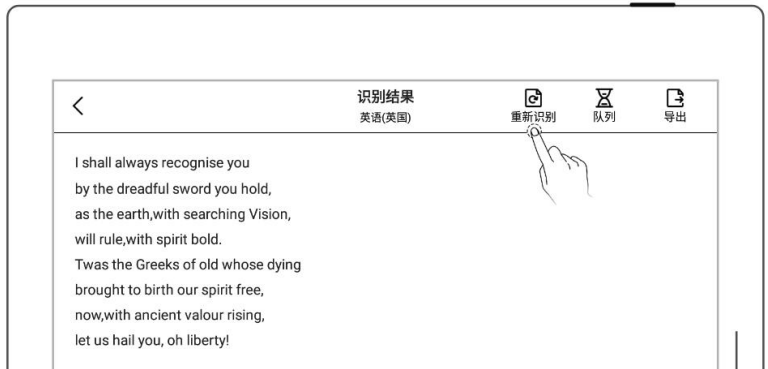 识别结果
英语(英国)
重新识别
队列
导出
I shall always recognise you
by the dreadful sword you hold,
as the earth,with searching Vision,
will rule,with spirit bold.
Twas the Greeks of old whose dying
brought to birth our spirit free,
now,with ancient valour rising,
let us hail you, oh liberty!